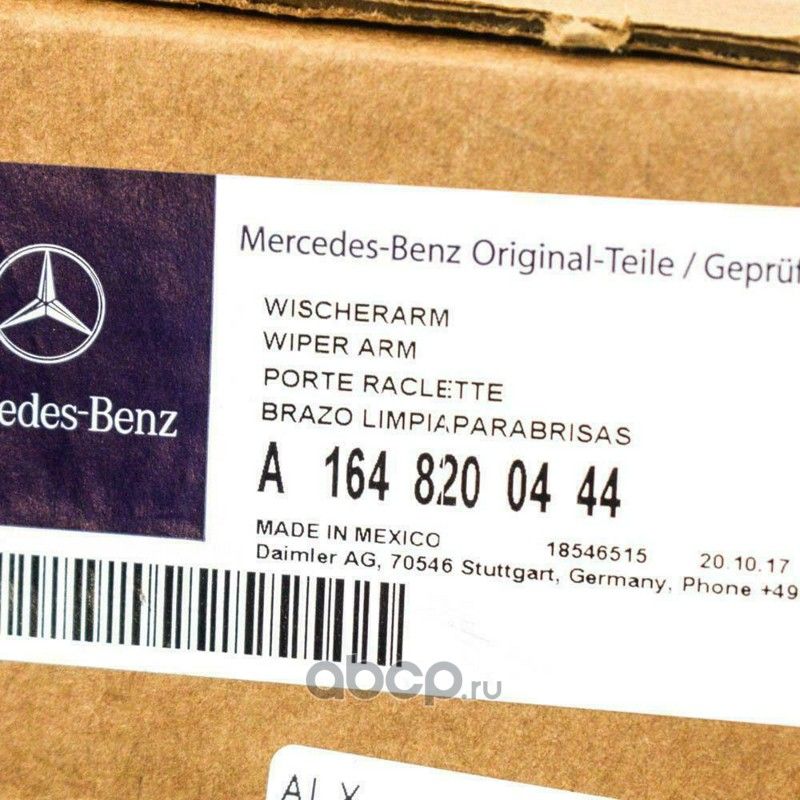 Mercedes-Benz Original-Teile / Geprüf
WISCHERARM
WIPER ARM
PORTE RACLETTE
BRAZO LIMPIAPARABRISAS
A 164 820 04 44
MADE IN MEXICO 18546515 20.10.17
Daimler AG, 70546 Stuttgart, Germany, Phone +49
edes-Benz
abcp.ru